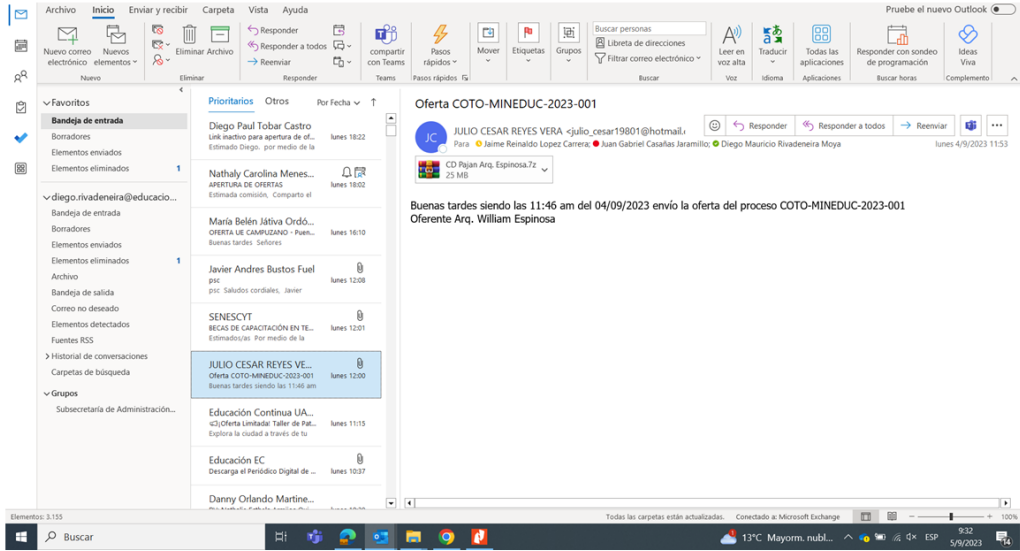 Archivo Inicio Enviar y recibir Carpeta Vista Ayuda Pruebe el nuevo Outlook
Nuevo correo electrónico
Nuevos elementos
Nuevo
Eliminar Archivo
Eliminar
Responder
Responder a todos
Reenviar
Responder
compartir con Teams
Teams
Pasos rápidos
Pasos rápidos
Mover
Etiquetas
Grupos
Buscar personas
Libreta de direcciones
Filtrar correo electrónico
Buscar
Leer en voz alta
Voz
Traducir
Idioma
Todas las aplicaciones
Aplicaciones
Responder con sondeo de programación
Buscar horas
Ideas Viva
Complemento
Favoritos
Bandeja de entrada
Borradores
Elementos enviados
Elementos eliminados 1
diego.rivadeneira@educacio...
Bandeja de entrada
Borradores
Elementos enviados
Elementos eliminados 1
Archivo
Bandeja de salida
Correo no deseado
Elementos detectados
Fuentes RSS
Historial de conversaciones
Carpetas de búsqueda
Grupos
Subsecretaría de Administración...
Prioritarios Otros Por Fecha
Diego Paul Tobar Castro
Link inactivo para apertura de of... lunes 18:22
Estimado Diego. por medio de la
Nathaly Carolina Menes...
APERTURA DE OFERTAS lunes 18:02
Estimada comisión, Comparto el
María Belén Játiva Ordó...
OFERTA UE CAMPUZANO - Puen... lunes 16:10
Buenas tardes Señores
Javier Andres Bustos Fuel
psc lunes 12:08
psc Saludos cordiales, Javier
SENESCYT
BECAS DE CAPACITACIÓN EN TE... lunes 12:01
Estimados/as Por medio de la
JULIO CESAR REYES VE...
Oferta COTO-MINEDUC-2023-001 lunes 12:00
Buenas tardes siendo las 11:46 am
Educación Continua UA...
¡Oferta Limitada! Taller de Pat... lunes 11:15
Explora la ciudad a través de tu
Educación EC
Descarga el Periódico Digital de ... lunes 10:37
Danny Orlando Martine...
Oferta COTO-MINEDUC-2023-001
JC
JULIO CESAR REYES VERA <julio_cesar19801@hotmail.
Para Jaime Reinaldo Lopez Carrera; Juan Gabriel Casañas Jaramillo; Diego Mauricio Rivadeneira Moya
Responder Responder a todos Reenviar
lunes 4/9/2023 11:53
CD Pajan Arq. Espinosa.7z
25 MB
Buenas tardes siendo las 11:46 am del 04/09/2023 envío la oferta del proceso COTO-MINEDUC-2023-001
Oferente Arq. William Espinosa
Elementos: 3.155 Todas las carpetas están actualizadas. Conectado a: Microsoft Exchange 100%
Buscar
13°C Mayorm. nubl... ESP
9:32
5/9/2023
14